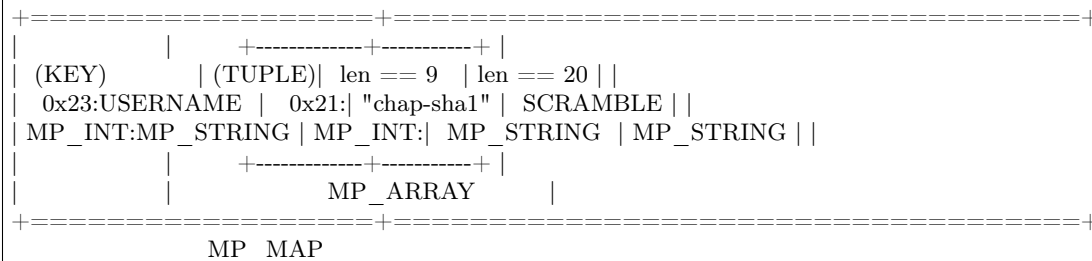 +==================+====================================+
|                    |          +-------------+-----------+ |
|  (KEY)             | (TUPLE)|  len == 9   | len == 20 | |
|   0x23:USERNAME  |   0x21:| "chap-sha1" |  SCRAMBLE | |
| MP_INT:MP_STRING | MP_INT:|  MP_STRING  | MP_STRING | |
|                    |          +-------------+-----------+ |
|                    |                       MP_ARRAY          |
+==================+====================================+
MP_MAP